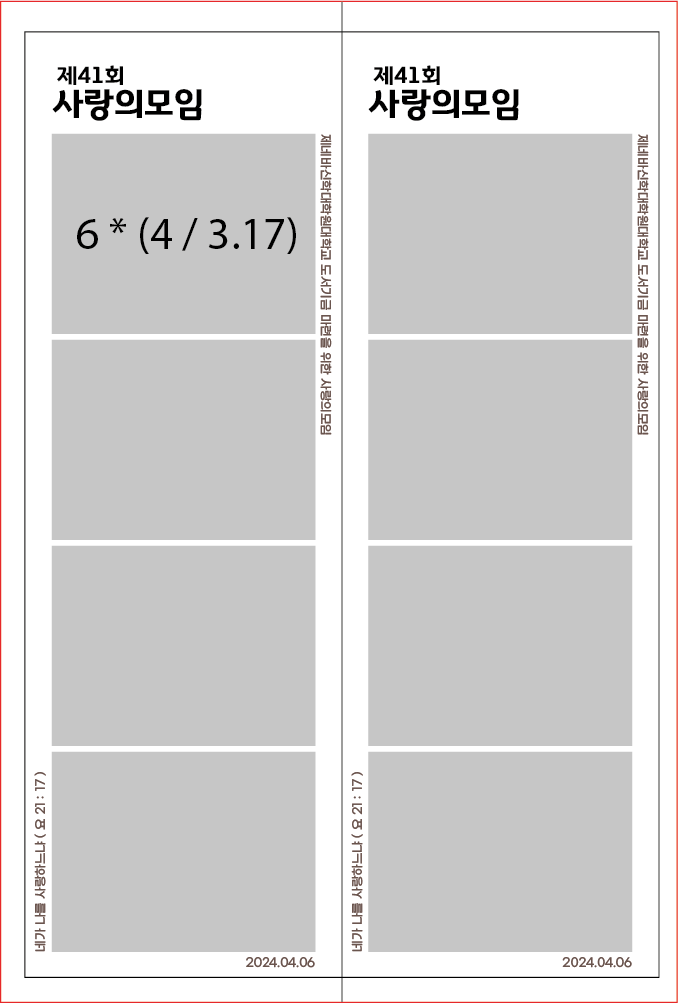 제41회
사랑의모임
6 * (4 / 3.17)
제네바신학대학원대학교 도서기금 마련을 위한 사랑의모임
네가 나를 사랑하느냐 ( 요 21 : 17 )
2024.04.06
제41회
사랑의모임
제네바신학대학원대학교 도서기금 마련을 위한 사랑의모임
네가 나를 사랑하느냐 ( 요 21 : 17 )
2024.04.06